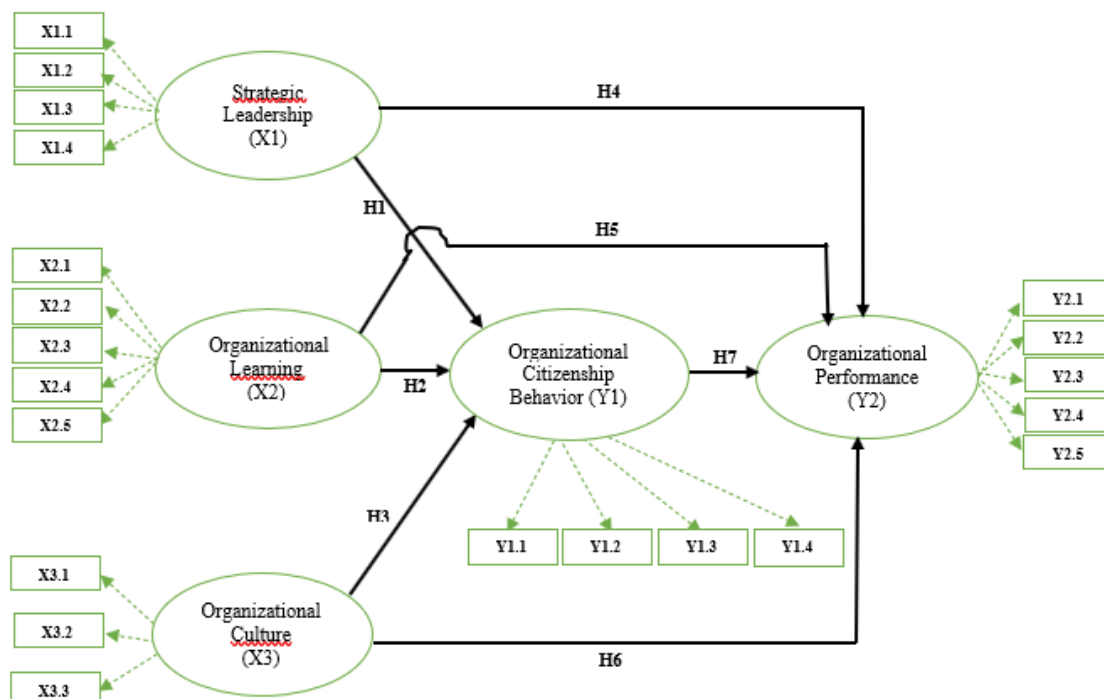 X1.1
X1.2
X1.3
X1.4
Strategic
Leadership
(X1)
H4
H1
H5
X2.1
X2.2
X2.3
X2.4
X2.5
Organizational
Learning
(X2)
H2
Organizational
Citizenship
Behavior (Y1)
H7
Organizational
Performance
(Y2)
Y2.1
Y2.2
Y2.3
Y2.4
Y2.5
H3
Y1.1
Y1.2
Y1.3
Y1.4
X3.1
X3.2
X3.3
Organizational
Culture
(X3)
H6